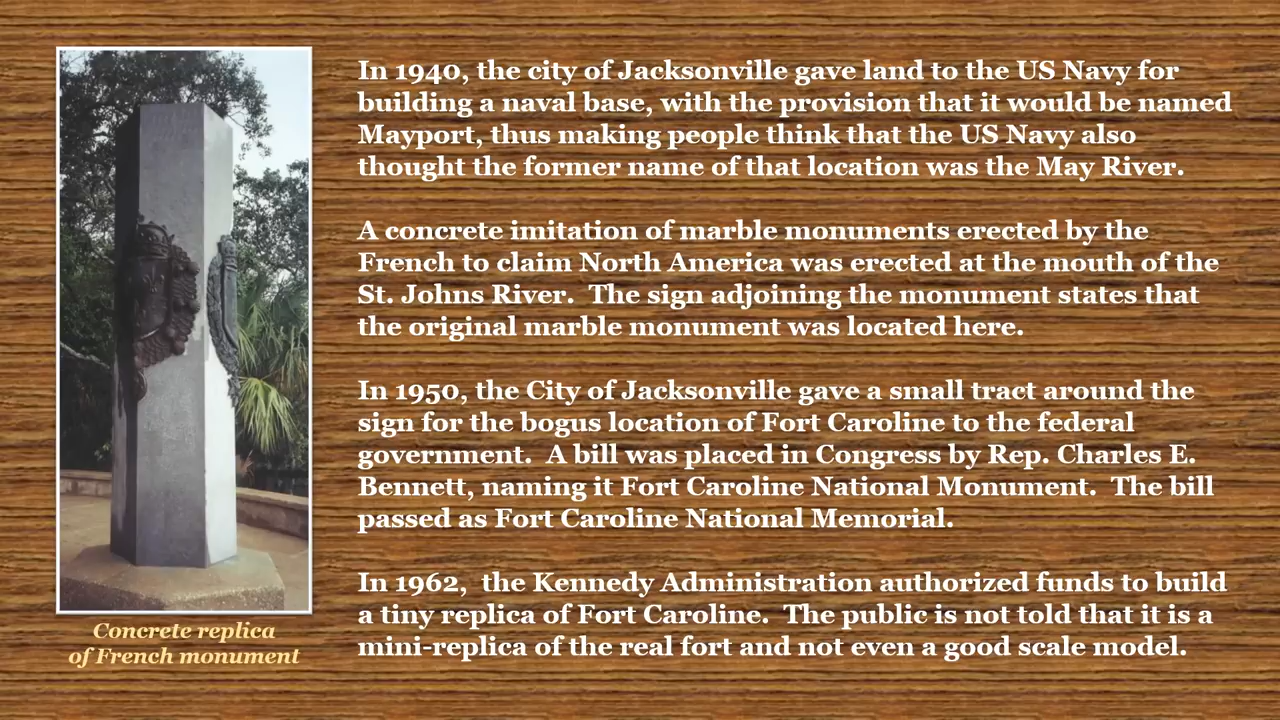 In 1940, the city of Jacksonville gave land to the US Navy for
building a naval base, with the provision that it would be named
Mayport, thus making people think that the US Navy also
thought the former name of that location was the May River.
A concrete imitation of marble monuments erected by the
French to claim North America was erected at the mouth of the
St. Johns River.  The sign adjoining the monument states that
the original marble monument was located here.
In 1950, the City of Jacksonville gave a small tract around the
sign for the bogus location of Fort Caroline to the federal
government.  A bill was placed in Congress by Rep. Charles E.
Bennett, naming it Fort Caroline National Monument.  The bill
passed as Fort Caroline National Memorial.
In 1962,  the Kennedy Administration authorized funds to build
a tiny replica of Fort Caroline.  The public is not told that it is a
mini-replica of the real fort and not even a good scale model.
Concrete replica
of French monument